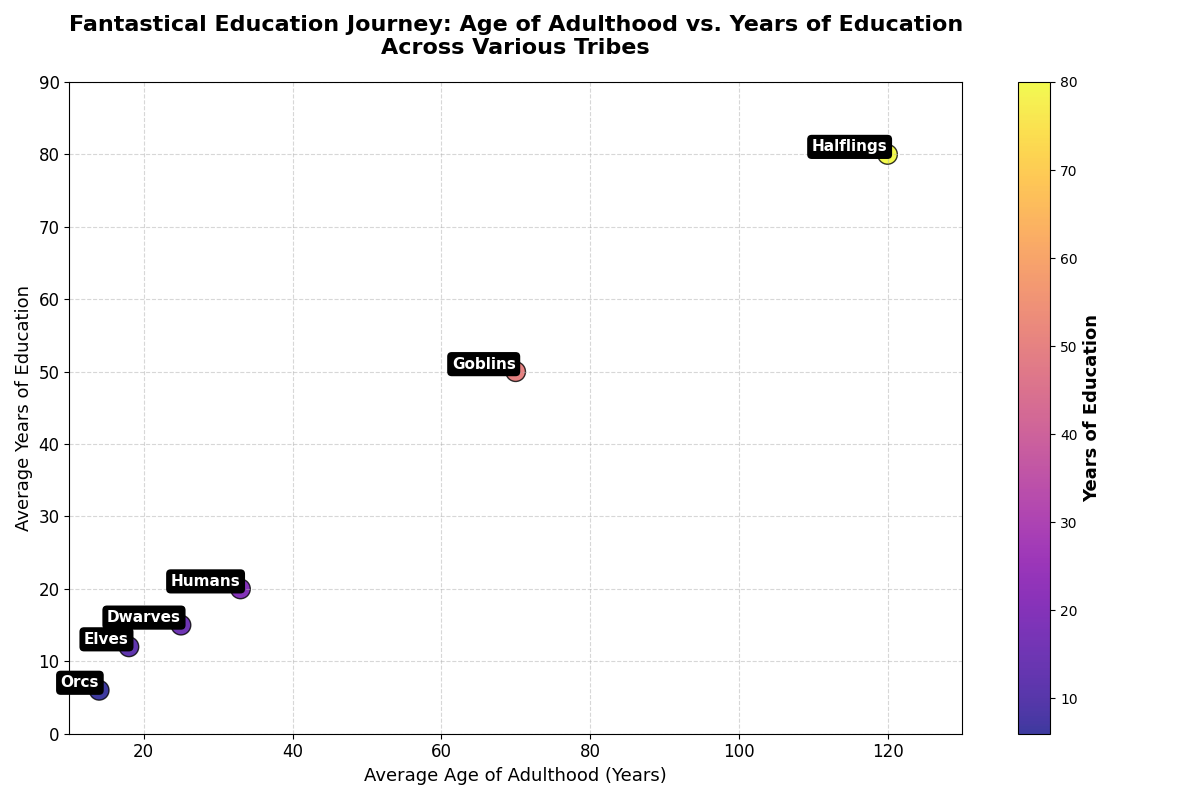 Fantastical Education Journey: Age of Adulthood vs. Years of Education
Across Various Tribes
90
80
70
60
50
40
30
20
10
0
Average Years of Education
Halflings
Goblins
Humans
Dwarves
Elves
Orcs
20
40
60
80
100
120
Average Age of Adulthood (Years)
80
70
60
50
40
30
20
10
Years of Education